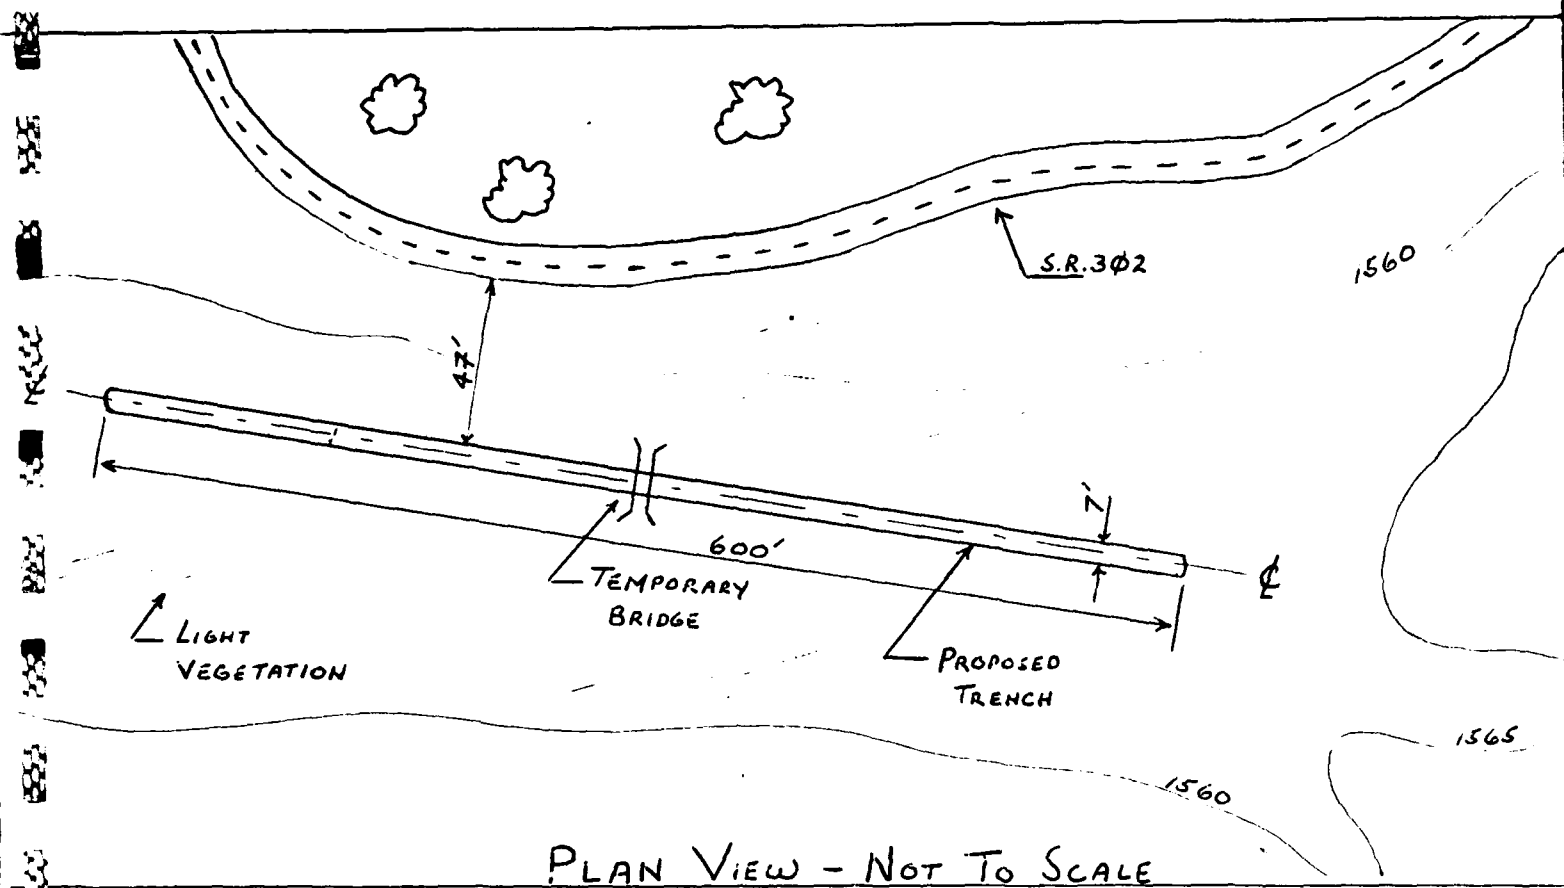 S.R.3Ø2
1560
47'
7'
600'
℄
TEMPORARY
BRIDGE
LIGHT
VEGETATION
PROPOSED
TRENCH
1565
1560
PLAN VIEW - NOT TO SCALE